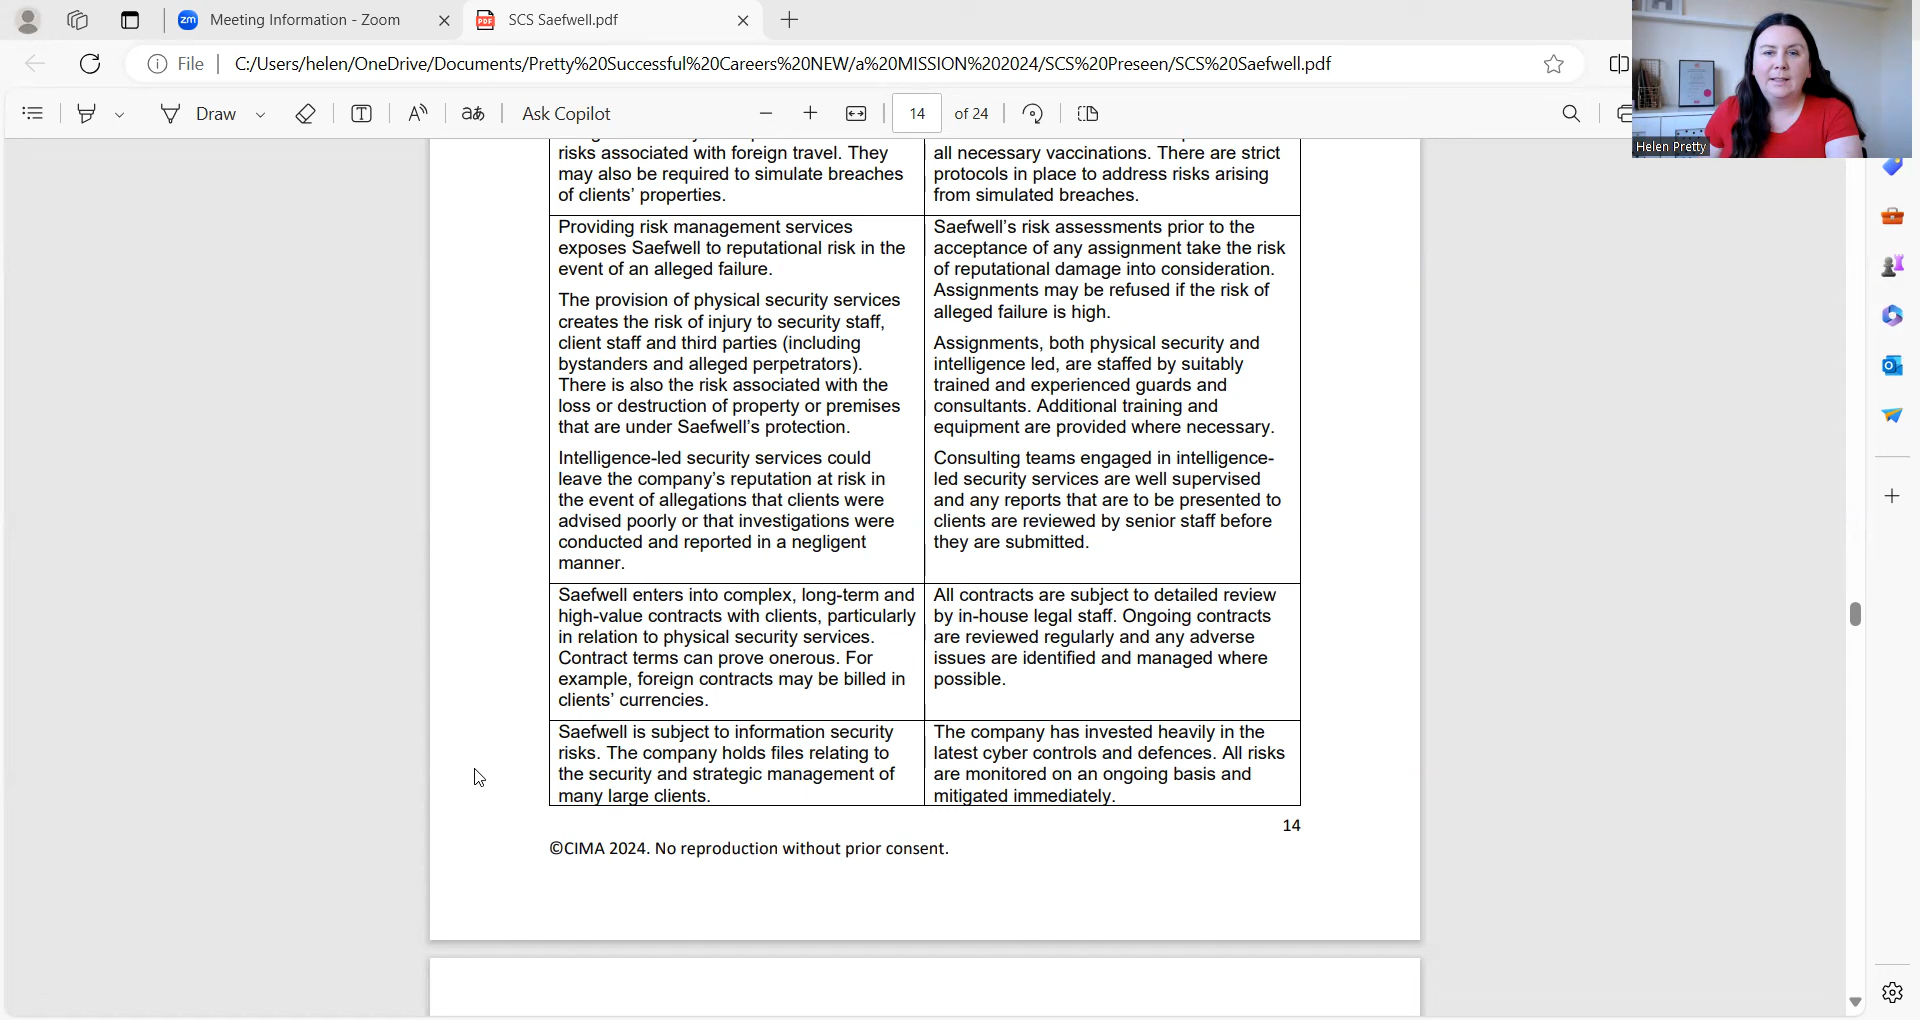 Meeting Information - Zoom
SCS Saefwell.pdf
File
C:/Users/helen/OneDrive/Documents/Pretty%20Successful%20Careers%20NEW/a%20MISSION%202024/SCS%20Preseen/SCS%20Saefwell.pdf
Draw
Ask Copilot
14
of 24
Helen Pretty
risks associated with foreign travel. They
may also be required to simulate breaches
of clients’ properties.
all necessary vaccinations. There are strict
protocols in place to address risks arising
from simulated breaches.
Providing risk management services
exposes Saefwell to reputational risk in the
event of an alleged failure.
The provision of physical security services
creates the risk of injury to security staff,
client staff and third parties (including
bystanders and alleged perpetrators).
There is also the risk associated with the
loss or destruction of property or premises
that are under Saefwell’s protection.
Intelligence-led security services could
leave the company’s reputation at risk in
the event of allegations that clients were
advised poorly or that investigations were
conducted and reported in a negligent
manner.
Saefwell’s risk assessments prior to the
acceptance of any assignment take the risk
of reputational damage into consideration.
Assignments may be refused if the risk of
alleged failure is high.
Assignments, both physical security and
intelligence led, are staffed by suitably
trained and experienced guards and
consultants. Additional training and
equipment are provided where necessary.
Consulting teams engaged in intelligence-
led security services are well supervised
and any reports that are to be presented to
clients are reviewed by senior staff before
they are submitted.
Saefwell enters into complex, long-term and
high-value contracts with clients, particularly
in relation to physical security services.
Contract terms can prove onerous. For
example, foreign contracts may be billed in
clients’ currencies.
All contracts are subject to detailed review
by in-house legal staff. Ongoing contracts
are reviewed regularly and any adverse
issues are identified and managed where
possible.
Saefwell is subject to information security
risks. The company holds files relating to
the security and strategic management of
many large clients.
The company has invested heavily in the
latest cyber controls and defences. All risks
are monitored on an ongoing basis and
mitigated immediately.
14
©CIMA 2024. No reproduction without prior consent.